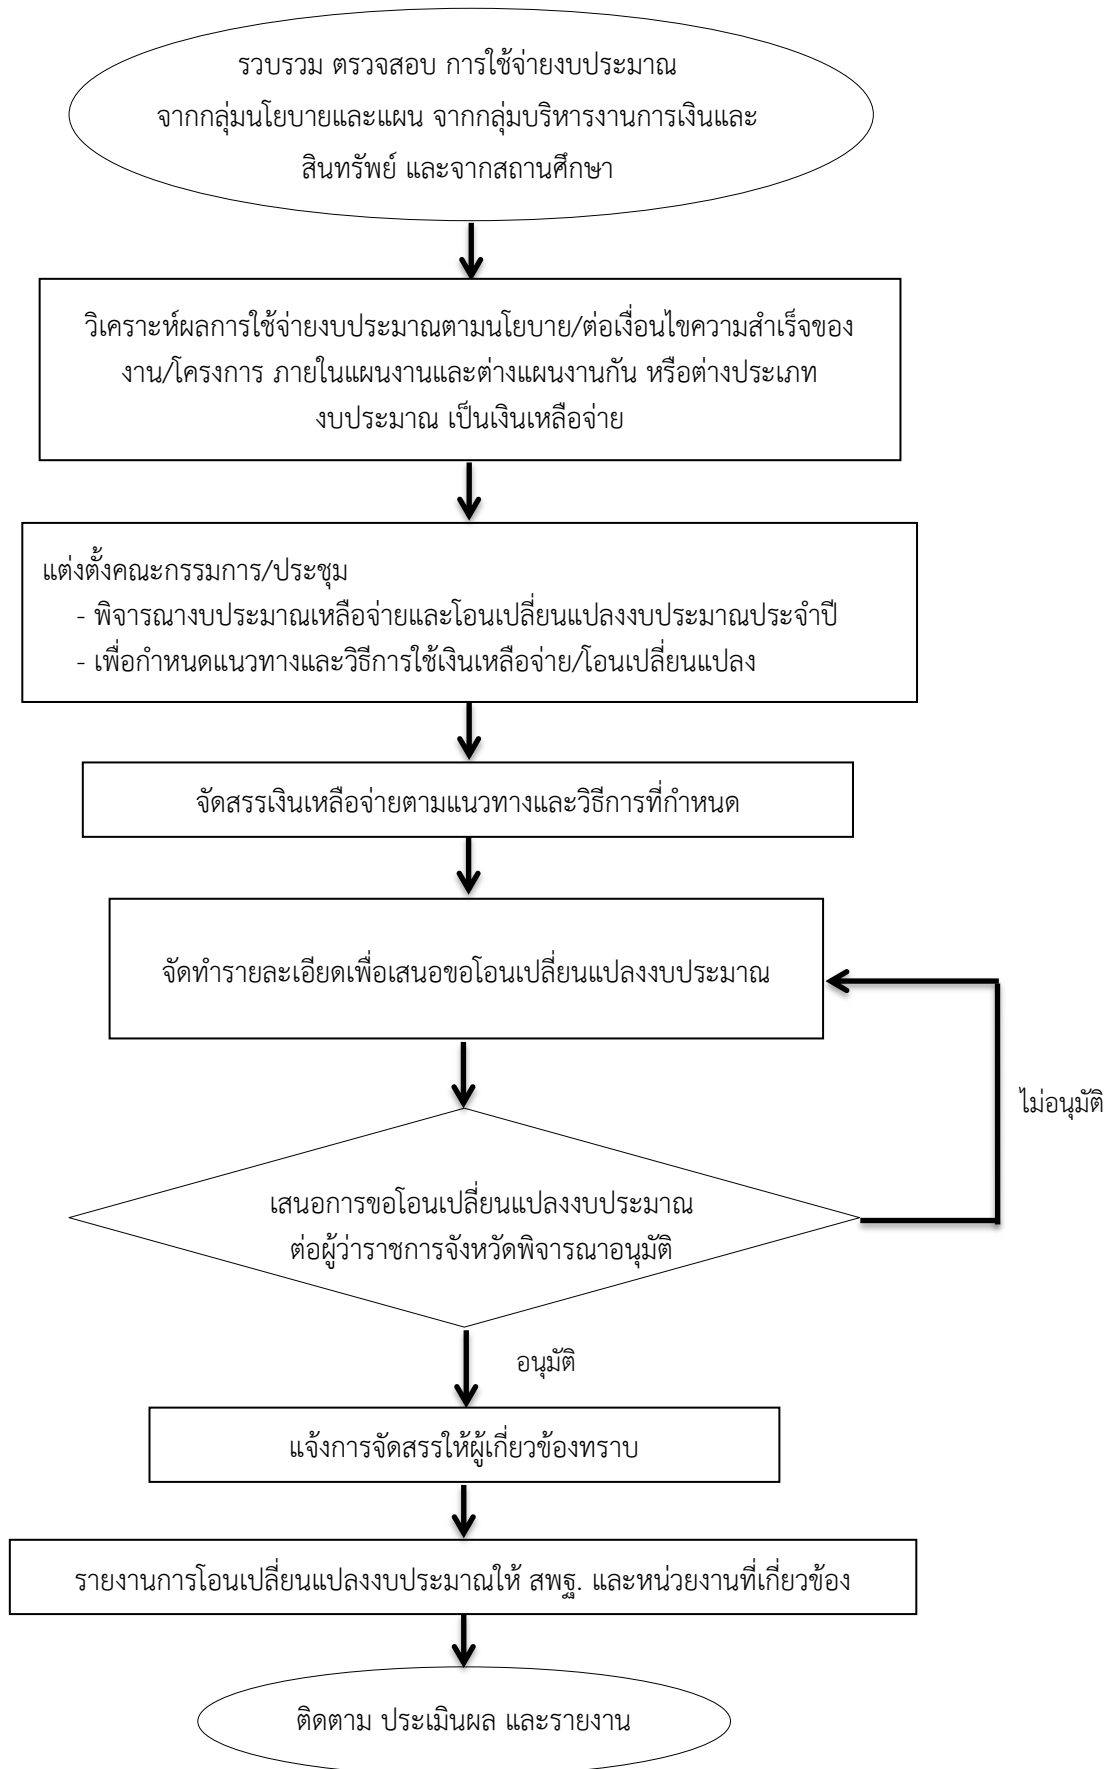 รวบรวม ตรวจสอบ การใช้จ่ายงบประมาณ
จากกลุ่มนโยบายและแผน จากกลุ่มบริหารงานการเงินและ
สินทรัพย์ และจากสถานศึกษา
วิเคราะห์ผลการใช้จ่ายงบประมาณตามนโยบาย/ต่อเงื่อนไขความสำเร็จของ
งาน/โครงการ ภายในแผนงานและต่างแผนงานกัน หรือต่างประเภท
งบประมาณ เป็นเงินเหลือจ่าย
แต่งตั้งคณะกรรมการ/ประชุม
- พิจารณางบประมาณเหลือจ่ายและโอนเปลี่ยนแปลงงบประมาณประจำปี
- เพื่อกำหนดแนวทางและวิธีการใช้เงินเหลือจ่าย/โอนเปลี่ยนแปลง
จัดสรรเงินเหลือจ่ายตามแนวทางและวิธีการที่กำหนด
จัดทำรายละเอียดเพื่อเสนอขอโอนเปลี่ยนแปลงงบประมาณ
ไม่อนุมัติ
เสนอการขอโอนเปลี่ยนแปลงงบประมาณ
ต่อผู้ว่าราชการจังหวัดพิจารณาอนุมัติ
อนุมัติ
แจ้งการจัดสรรให้ผู้เกี่ยวข้องทราบ
รายงานการโอนเปลี่ยนแปลงงบประมาณให้ สพฐ. และหน่วยงานที่เกี่ยวข้อง
ติดตาม ประเมินผล และรายงาน